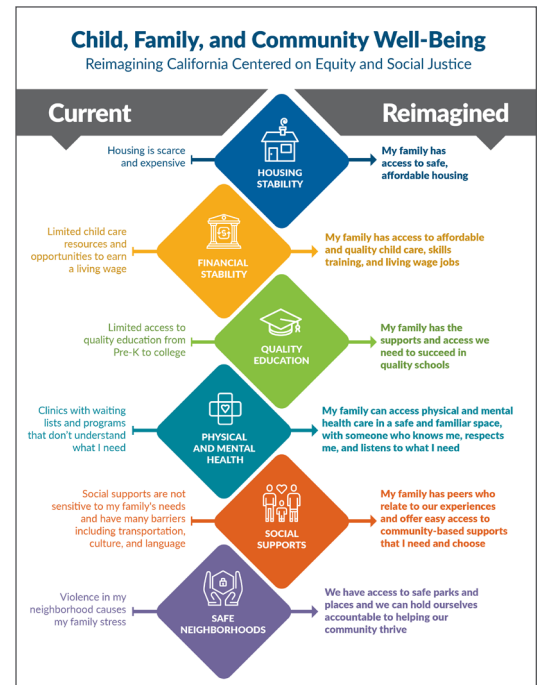 Child, Family, and Community Well-Being
Reimagining California Centered on Equity and Social Justice
Current
Reimagined
Housing is scarce
and expensive
HOUSING
STABILITY
My family has
access to safe,
affordable housing
Limited child care
resources and
opportunities to earn
a living wage
FINANCIAL
STABILITY
My family has access to affordable
and quality child care, skills
training, and living wage jobs
Limited access to
quality education from
Pre-K to college
QUALITY
EDUCATION
My family has the
supports and access we
need to succeed in
quality schools
Clinics with waiting
lists and programs
that don't understand
what I need
PHYSICAL
AND MENTAL
HEALTH
My family can access physical and mental
health care in a safe and familiar space,
with someone who knows me, respects
me, and listens to what I need
Social supports are not
sensitive to my family's needs
and have many barriers
including transportation,
culture, and language
SOCIAL
SUPPORTS
My family has peers who
relate to our experiences
and offer easy access to
community-based supports
that I need and choose
Violence in my
neighborhood causes
my family stress
SAFE
NEIGHBORHOODS
We have access to safe parks and
places and we can hold ourselves
accountable to helping our
community thrive